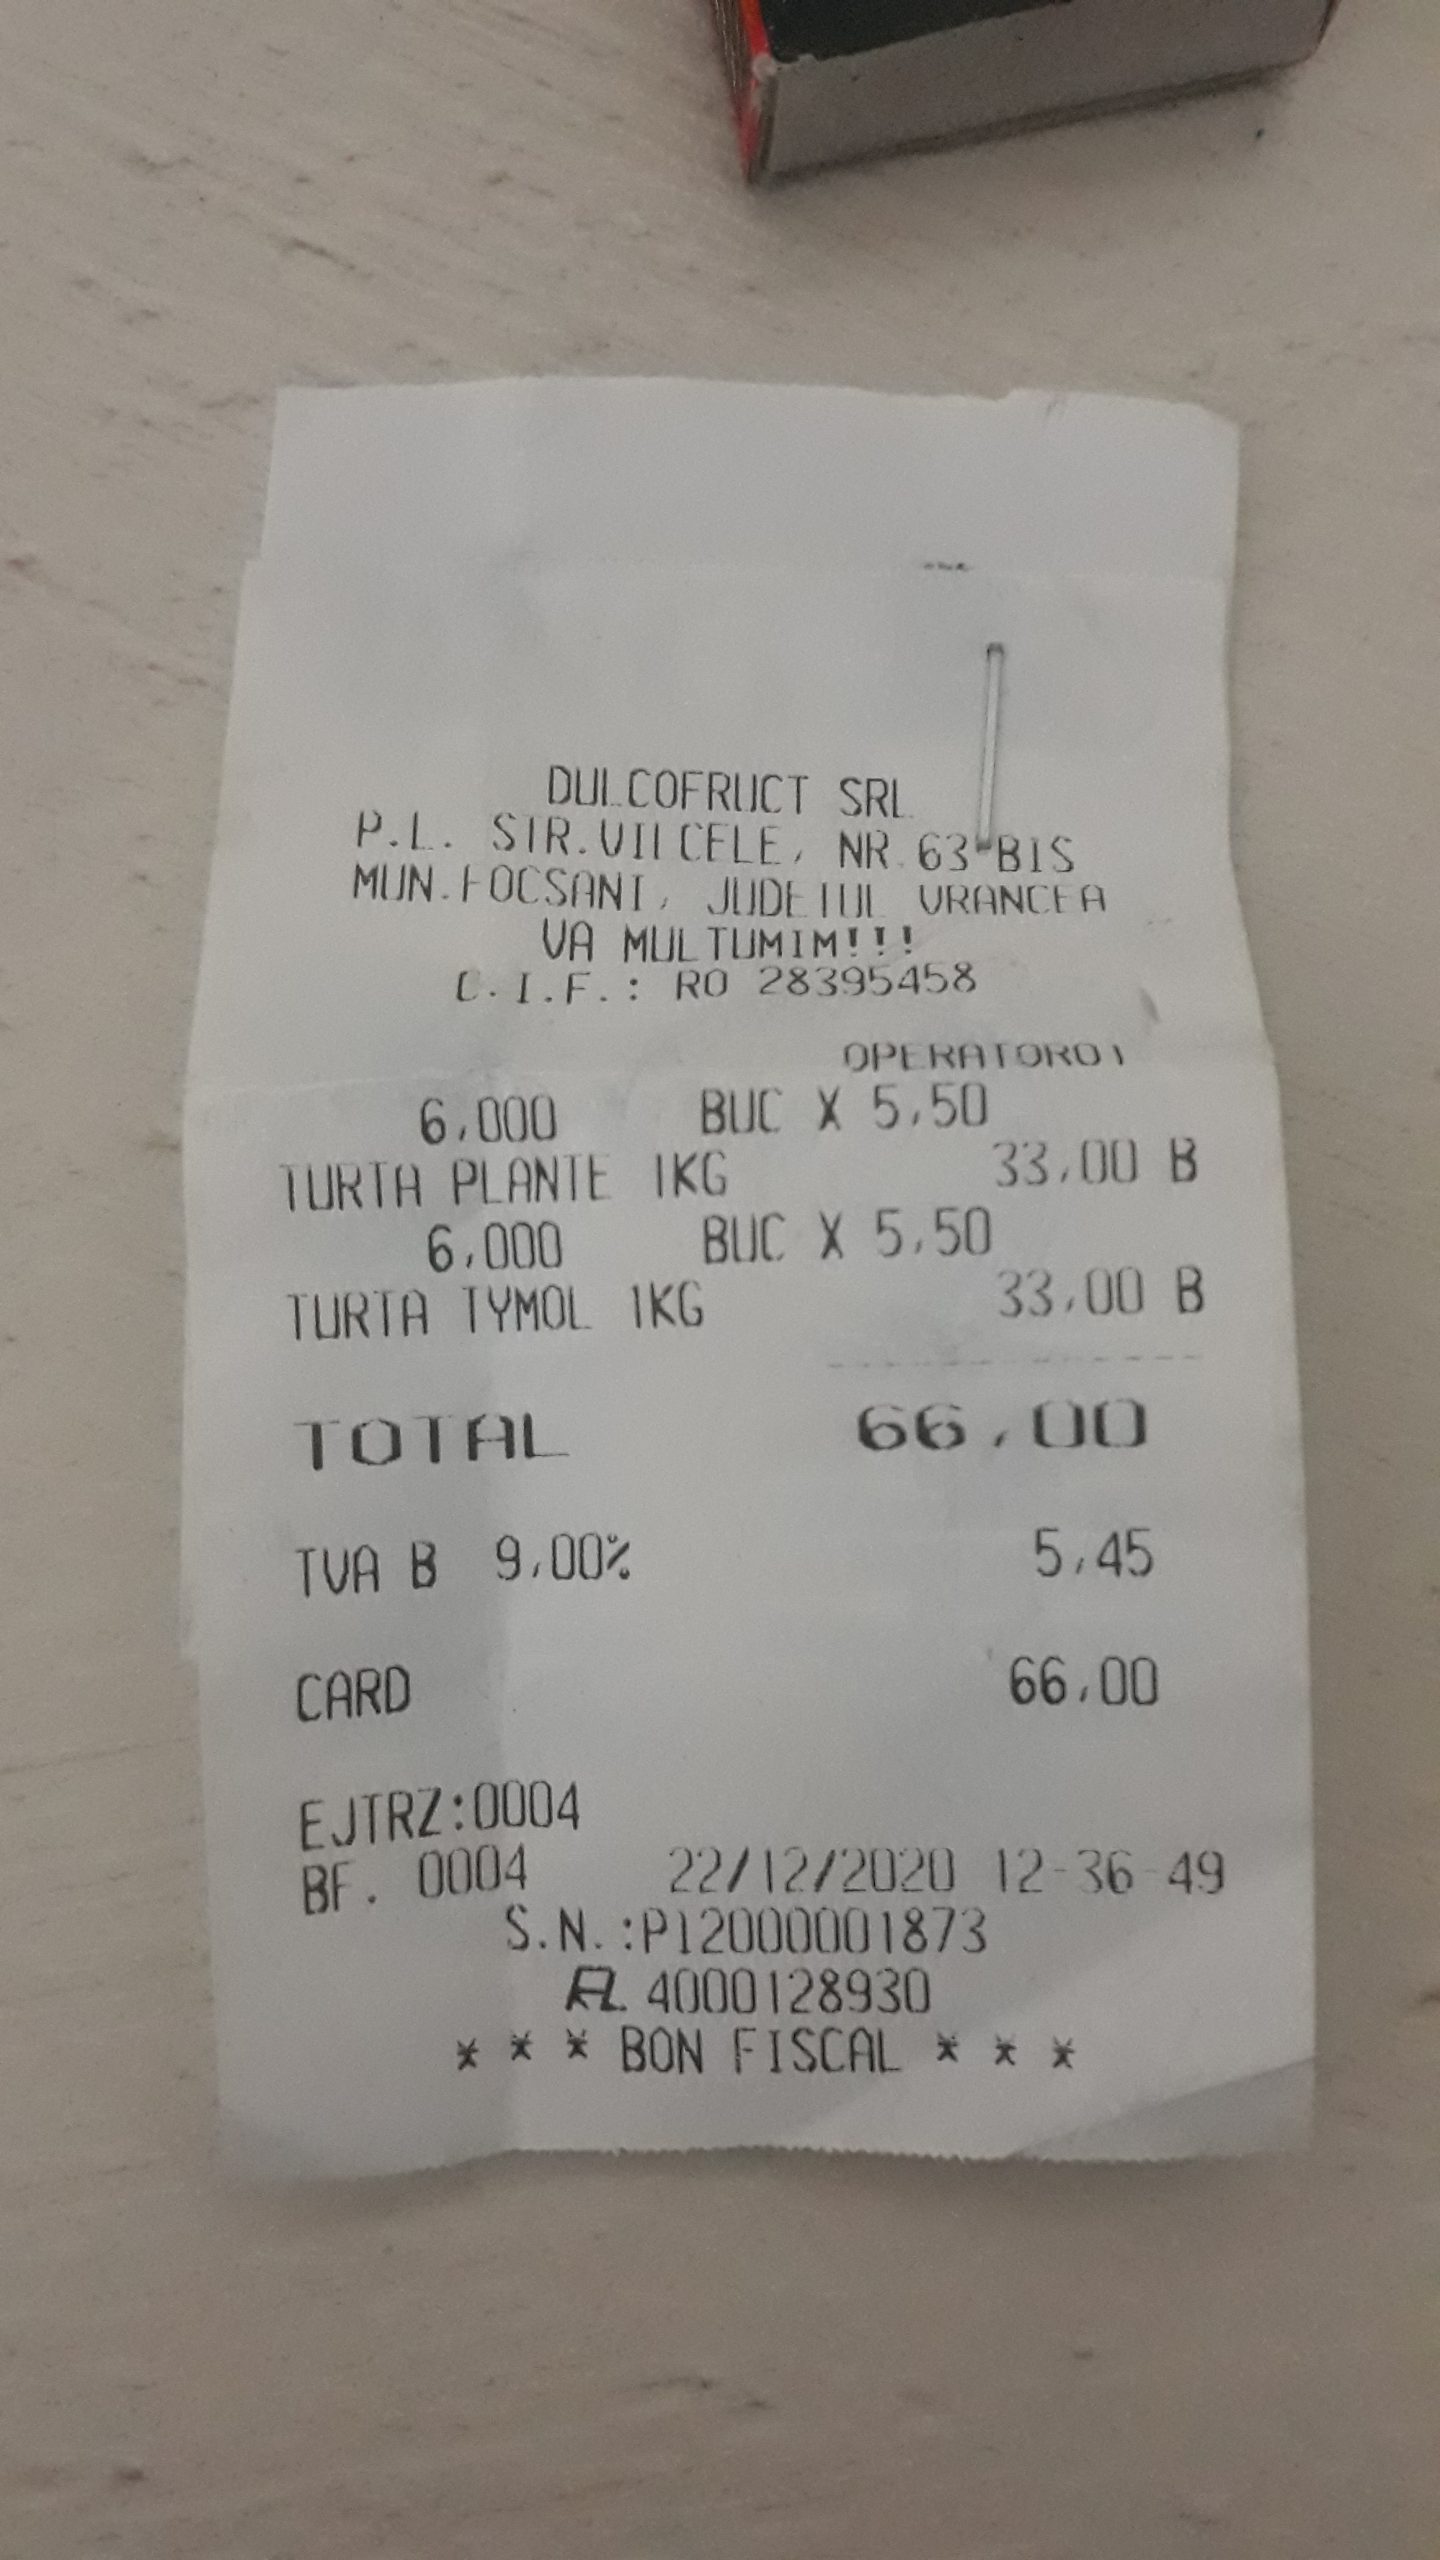 DULCOFRUCT SRL
P.L. STR.VILCELE, NR.63 BIS
MUN.FOCSANI, JUDETUL VRANCEA
VA MULTUMIM!!!
C.I.F.: RO 28395458
OPERATOR01
6,000 BUC X 5,50
TURTA PLANTE 1KG 33,00 B
6,000 BUC X 5,50
TURTA TYMOL 1KG 33,00 B
TOTAL 66,00
TVA B 9,00% 5,45
CARD 66,00
EJTRZ:0004
BF. 0004 22/12/2020 12-36-49
S.N.:P12000001873
4000128930
* * * BON FISCAL * * *